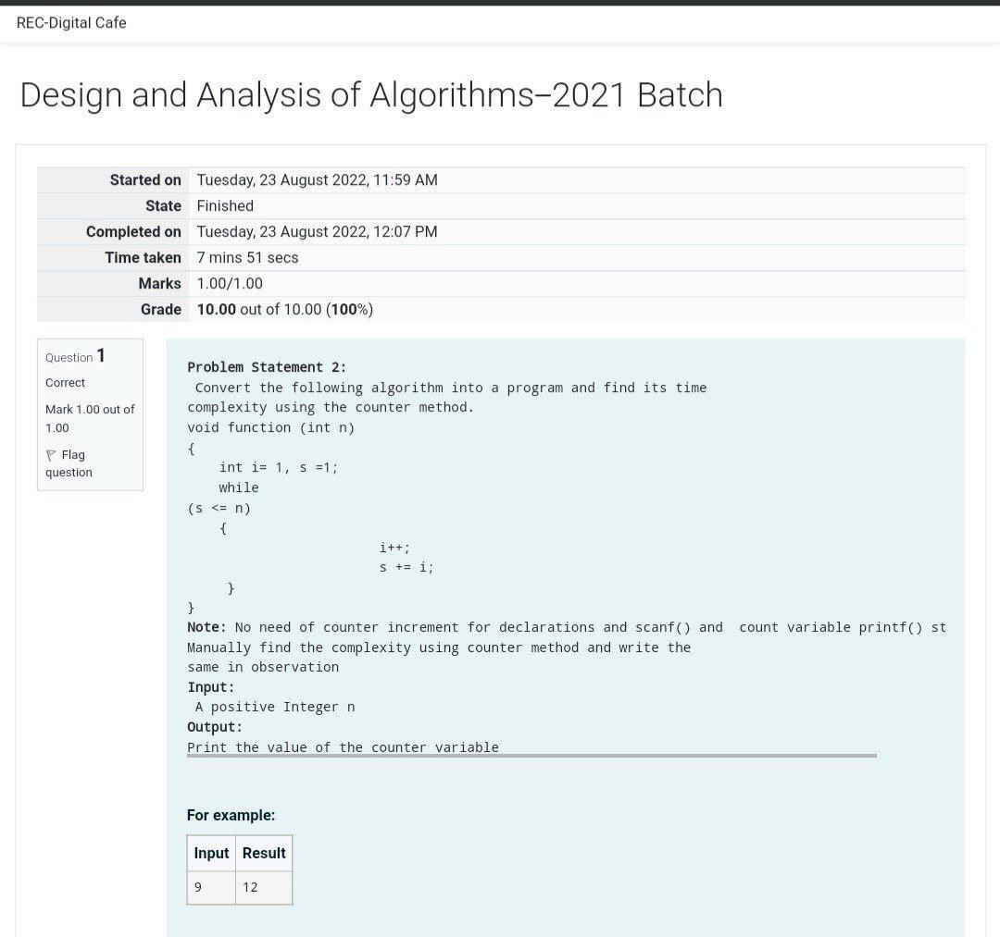 REC-Digital Cafe
Design and Analysis of Algorithms–2021 Batch
Started on Tuesday, 23 August 2022, 11:59 AM
State Finished
Completed on Tuesday, 23 August 2022, 12:07 PM
Time taken 7 mins 51 secs
Marks 1.00/1.00
Grade 10.00 out of 10.00 (100%)
Question 1
Correct
Mark 1.00 out of
1.00
Flag
question
Problem Statement 2:
Convert the following algorithm into a program and find its time
complexity using the counter method.
void function (int n)
{
int i= 1, s =1;
while
(s <= n)
{
i++;
s += i;
}
}
Note: No need of counter increment for declarations and scanf() and  count variable printf() st
Manually find the complexity using counter method and write the
same in observation
Input:
A positive Integer n
Output:
Print the value of the counter variable
For example:
Input Result
9 12